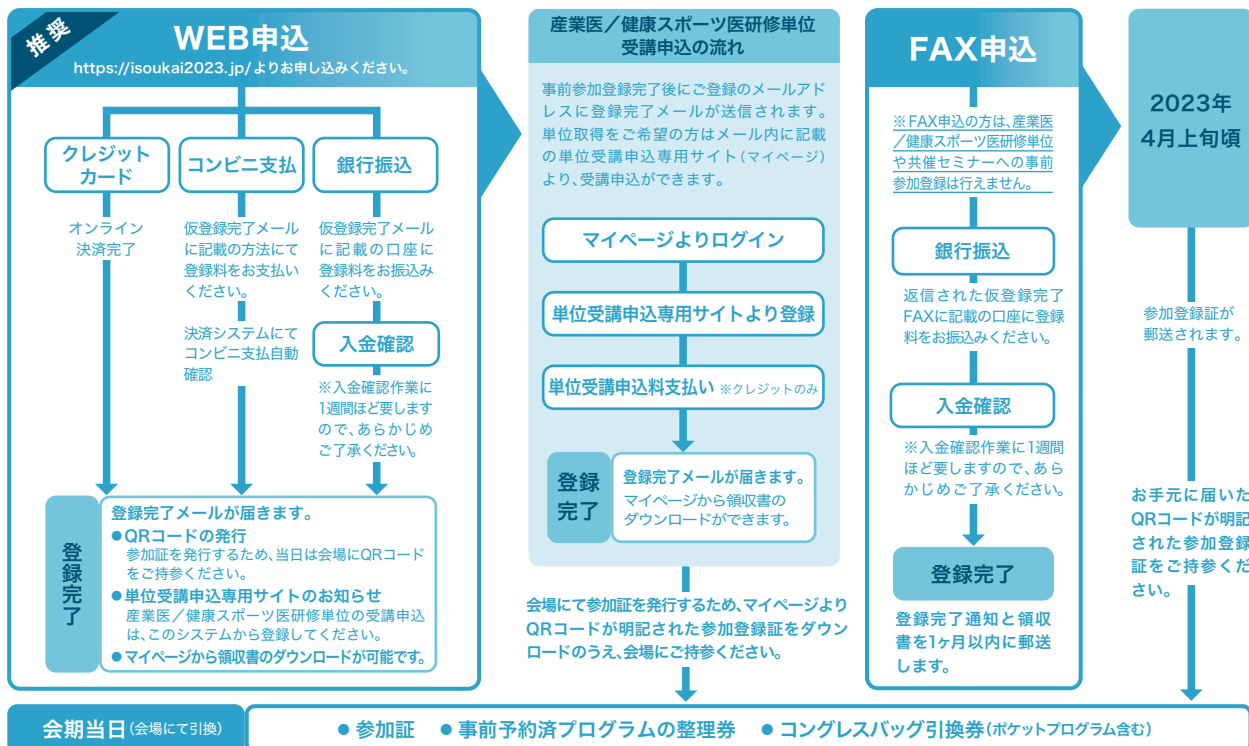 推奨
WEB申込
https://isoukai2023.jp/よりお申し込みください。
クレジット
カード
オンライン
決済完了
コンビニ支払
仮登録完了メール
に記載の方法にて
登録料をお支払い
ください。
決済システムにて
コンビニ支払自動
確認
銀行振込
仮登録完了メール
に記載の口座に
登録料をお振込み
ください。
入金確認
※入金確認作業に
1週間ほど要します
ので、あらかじめ
ご了承ください。
登録完了
登録完了メールが届きます。
●QRコードの発行
参加証を発行するため、当日は会場にQRコード
をご持参ください。
●単位受講申込専用サイトのお知らせ
産業医／健康スポーツ医研修単位の受講申込
は、このシステムから登録してください。
●マイページから領収書のダウンロードが可能です。
産業医／健康スポーツ医研修単位
受講申込の流れ
事前参加登録完了後にご登録のメールアド
レスに登録完了メールが送信されます。
単位取得をご希望の方はメール内に記載
の単位受講申込専用サイト（マイページ）
より、受講申込ができます。
マイページよりログイン
単位受講申込専用サイトより登録
単位受講申込料支払い ※クレジットのみ
登録
完了
登録完了メールが届きます。
マイページから領収書の
ダウンロードができます。
会場にて参加証を発行するため、マイページより
QRコードが明記された参加登録証をダウン
ロードのうえ、会場にご持参ください。
FAX申込
※FAX申込の方は、産業医
／健康スポーツ医研修単位
や共催セミナーへの事前
参加登録は行えません。
銀行振込
返信された仮登録完了
FAXに記載の口座に登録
料をお振込みください。
入金確認
※入金確認作業に1週間
ほど要しますので、あら
かじめご了承ください。
登録完了
登録完了通知と領収
書を1ヶ月以内に郵送
します。
2023年
4月上旬頃
参加登録証が
郵送されます。
お手元に届いた
QRコードが明記
された参加登録
証をご持参くだ
さい。
会期当日（会場にて引換）
● 参加証 ● 事前予約済プログラムの整理券 ● コングレスバッグ引換券（ポケットプログラム含む）